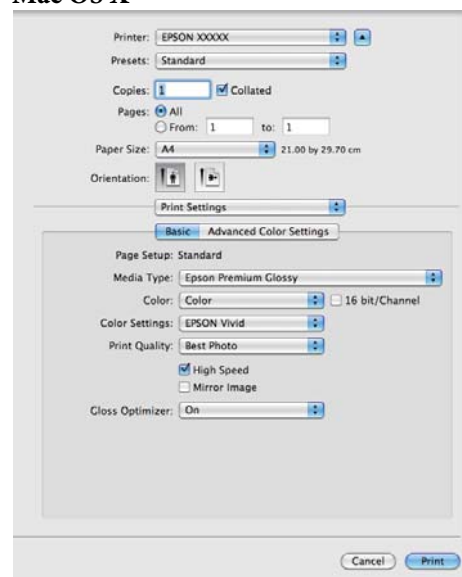 Mac OS X
Printer: EPSON XXXXX
Presets: Standard
Copies: 1 Collated
Pages: All
From: 1 to: 1
Paper Size: A4 21.00 by 29.70 cm
Orientation:
Print Settings
Basic Advanced Color Settings
Page Setup: Standard
Media Type: Epson Premium Glossy
Color: Color 16 bit/Channel
Color Settings: EPSON Vivid
Print Quality: Best Photo
High Speed
Mirror Image
Gloss Optimizer: On
Cancel Print